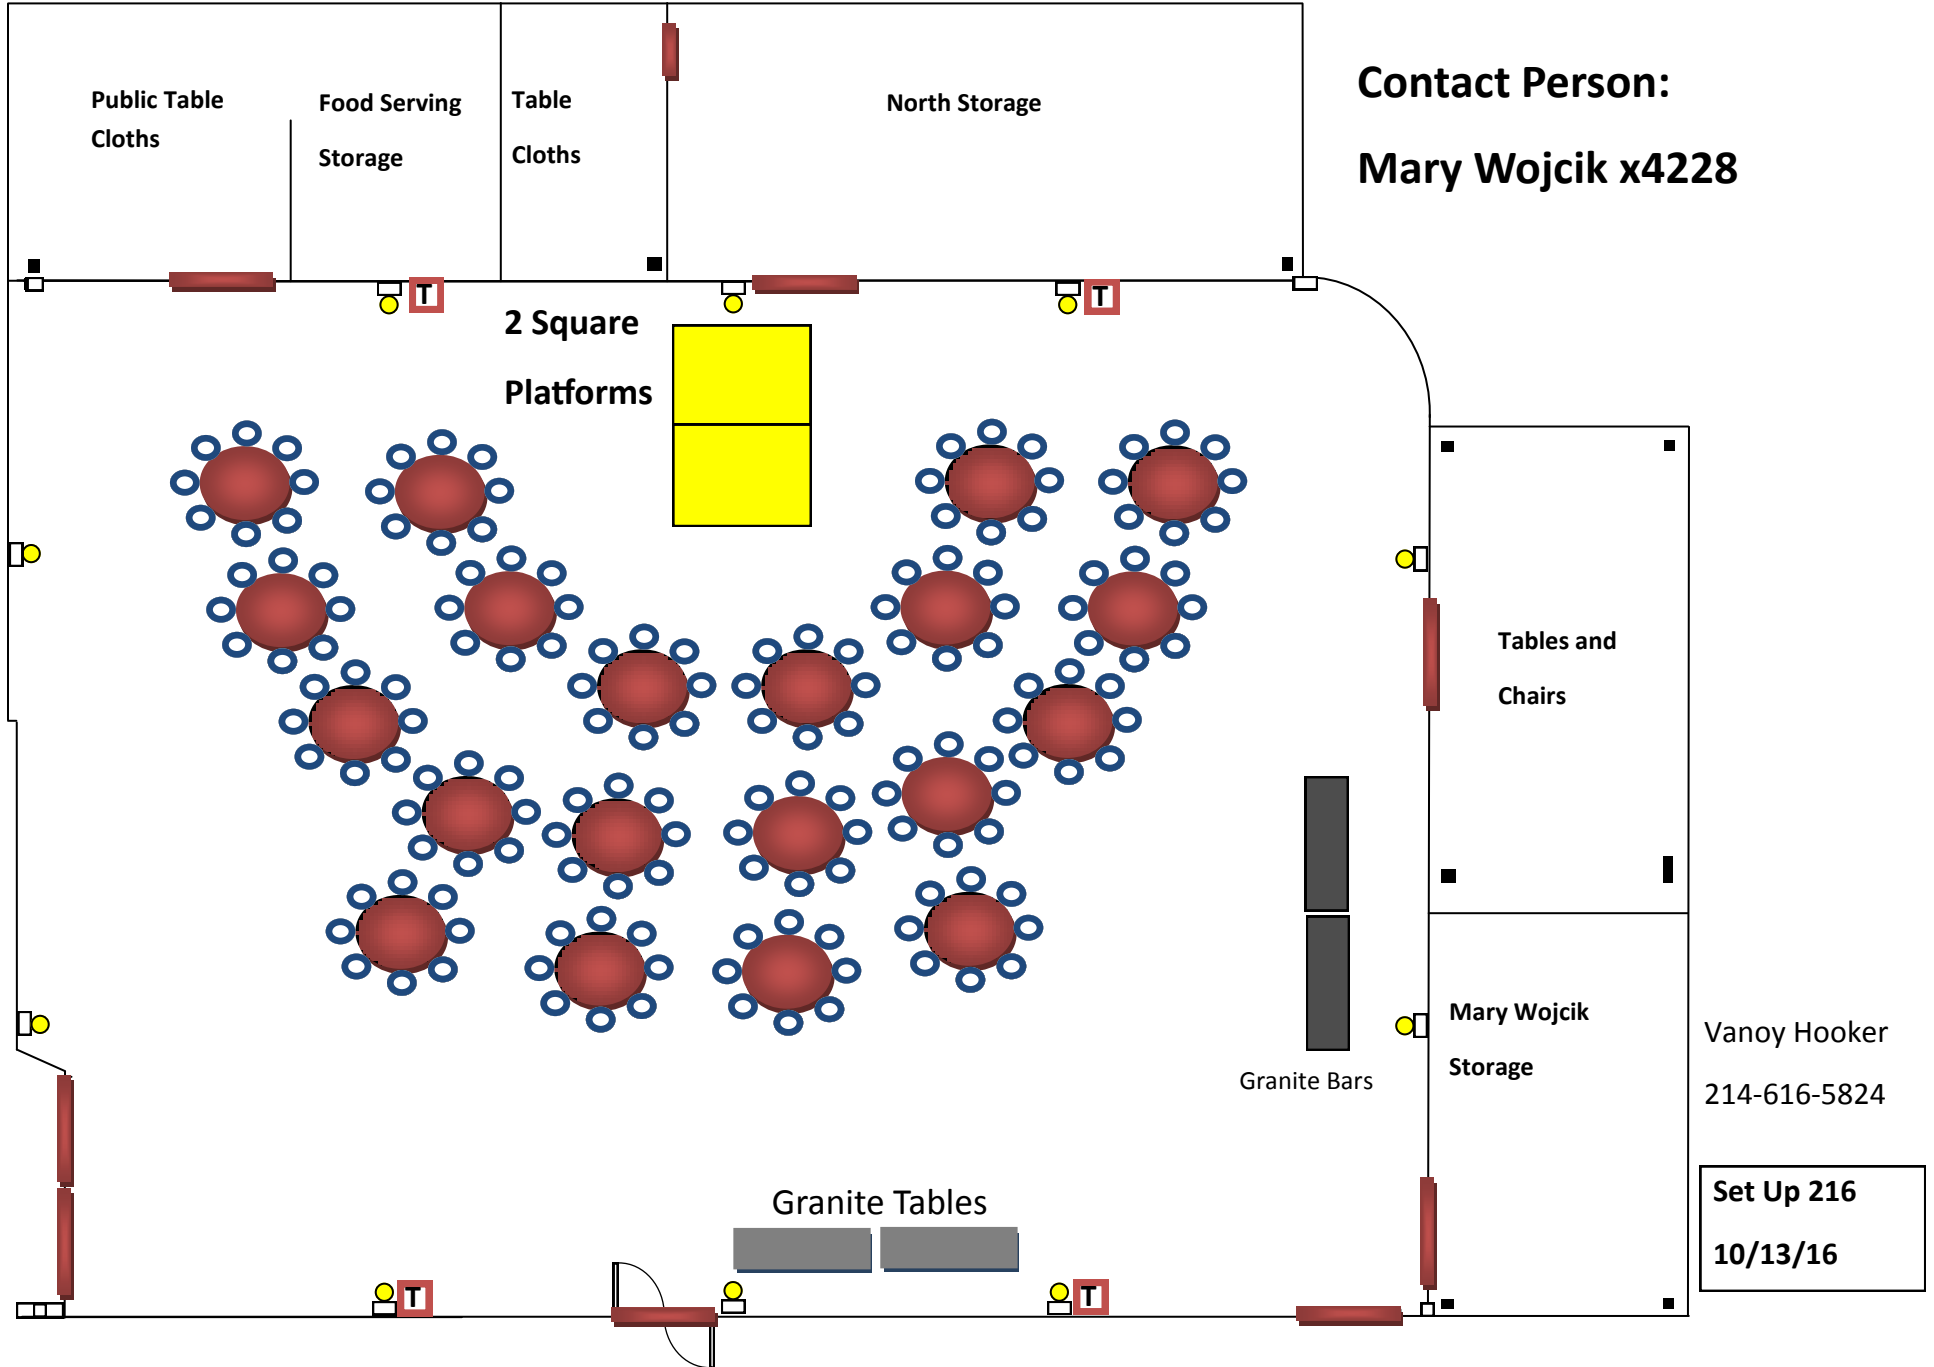 Public Table
Cloths
Food Serving
Storage
Table
Cloths
North Storage
Contact Person:
Mary Wojcik x4228
T
T
2 Square
Platforms
Tables and
Chairs
Mary Wojcik
Storage
Granite Bars
Vanoy Hooker
214-616-5824
Granite Tables
Set Up 216
10/13/16
T
T